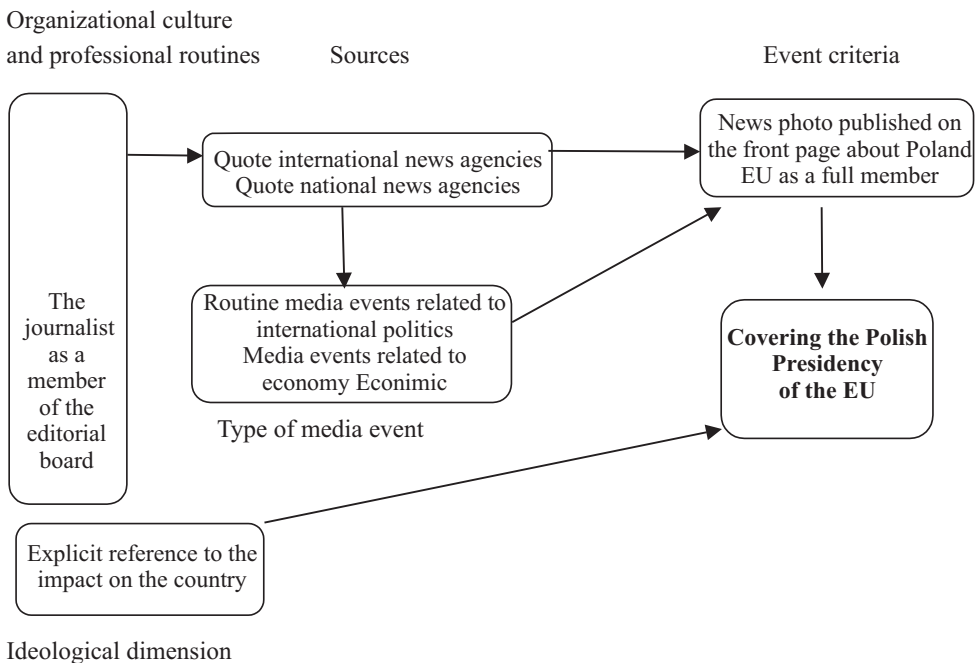 Organizational culture
and professional routines
Sources
Event criteria
The
journalist
as a
member
of the
editorial
board
Quote international news agencies
Quote national news agencies
News photo published on
the front page about Poland
EU as a full member
Routine media events related to
international politics
Media events related to
economy Econimic
Type of media event
Covering the Polish
Presidency
of the EU
Explicit reference to the
impact on the country
Ideological dimension